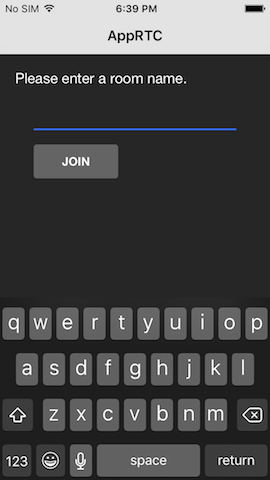 No SIM 6:39 PM
AppRTC
Please enter a room name.
JOIN
q w e r t y u i o p
a s d f g h j k l
z x c v b n m
123 space return